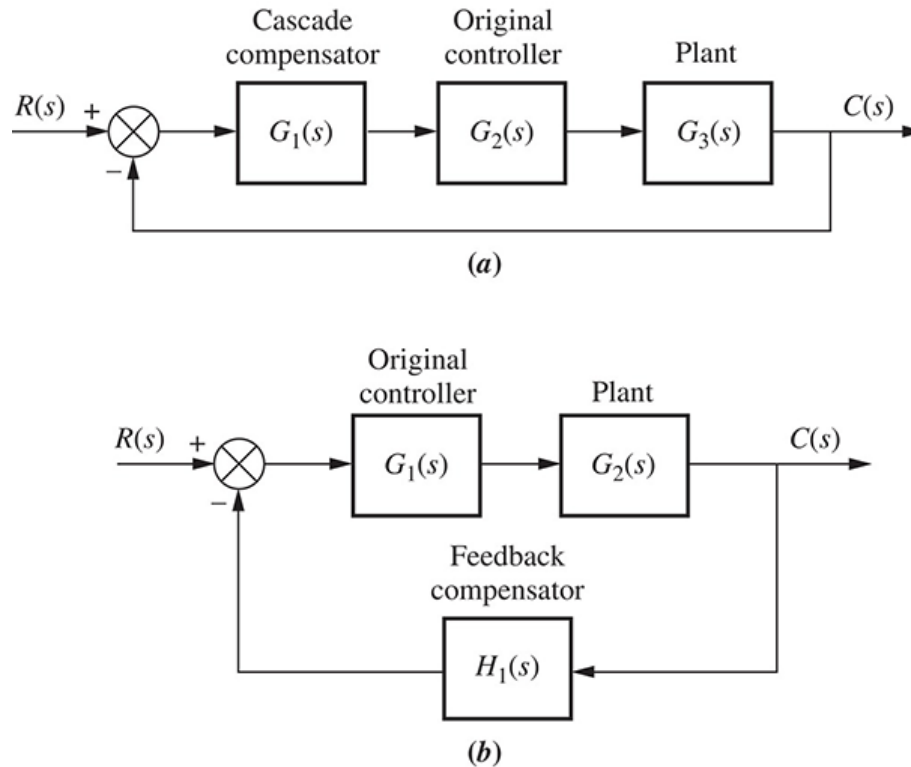 Cascade
compensator
Original
controller
Plant
R(s)
+
−
G₁(s)
G₂(s)
G₃(s)
C(s)
(a)
Original
controller
Plant
R(s)
+
−
G₁(s)
G₂(s)
C(s)
Feedback
compensator
H₁(s)
(b)